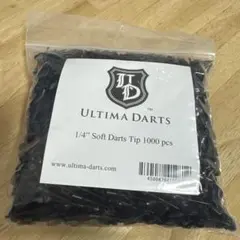 UD
ULTIMA DARTS
1/4" Soft Darts Tip 1000 pcs
www.ultima-darts.com